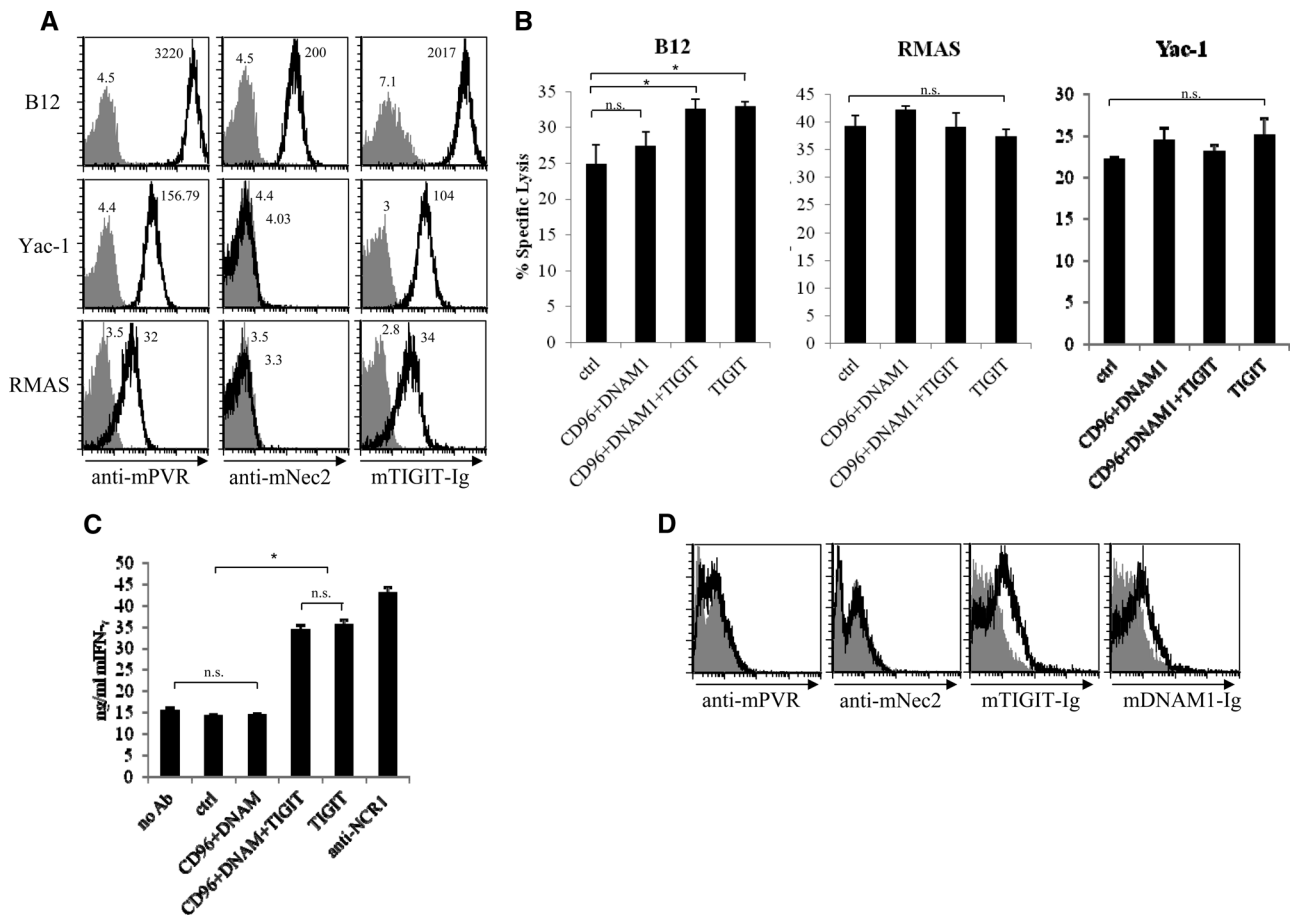 A
B12
4.5
3220
4.5
200
7.1
2017
Yac-1
4.4
156.79
4.4
4.03
3
104
RMAS
3.5
32
3.5
3.3
2.8
34
anti-mPVR
anti-mNec2
mTIGIT-Ig
B
B12
% Specific Lysis
35
30
25
20
15
10
5
0
n.s.
*
*
ctrl
CD96+DNAM1
CD96+DNAM1+TIGIT
TIGIT
RMAS
45
40
35
30
25
20
15
10
5
0
n.s.
ctrl
CD96+DNAM1
CD96+DNAM1+TIGIT
TIGIT
Yac-1
30
25
20
15
10
5
0
n.s.
ctrl
CD96+DNAM1
CD96+DNAM1+TIGIT
TIGIT
C
ng/ml mIFN-γ
50
45
40
35
30
25
20
15
10
5
0
n.s.
*
n.s.
no Ab
ctrl
CD96+DNAM
CD96+DNAM+TIGIT
TIGIT
anti-NCR1
D
anti-mPVR
anti-mNec2
mTIGIT-Ig
mDNAM1-Ig